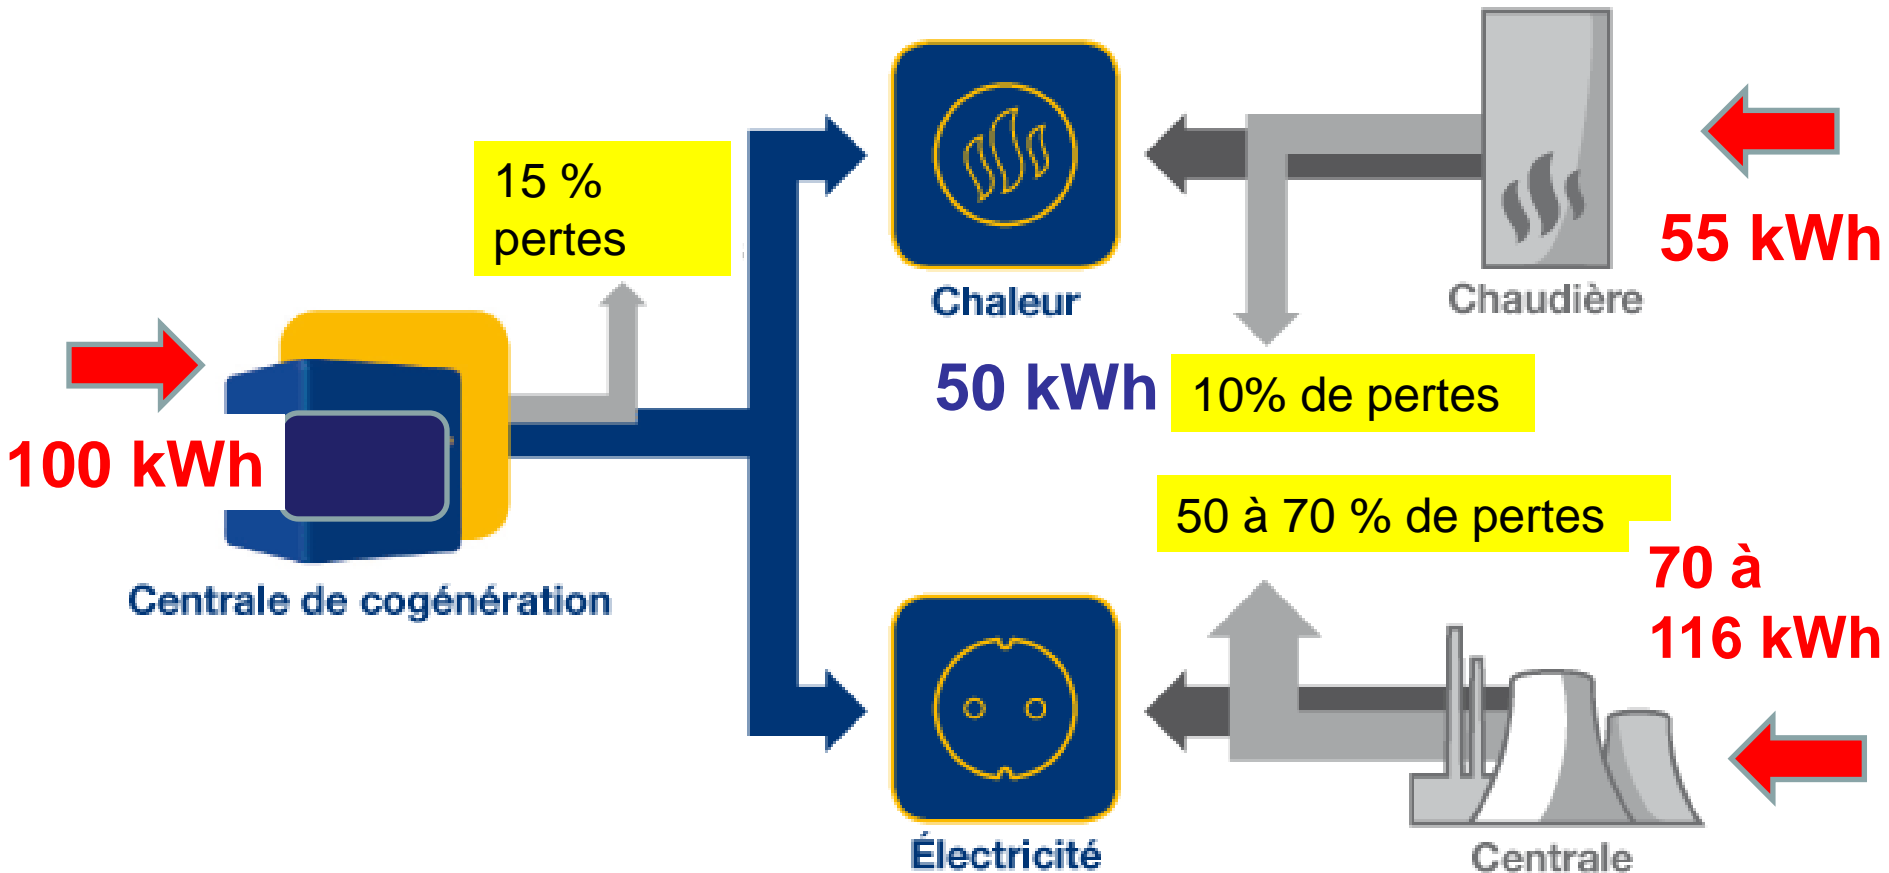 15 %
pertes
100 kWh
Centrale de cogénération
Chaleur
50 kWh
10% de pertes
55 kWh
Chaudière
50 à 70 % de pertes
70 à
116 kWh
Électricité
Centrale